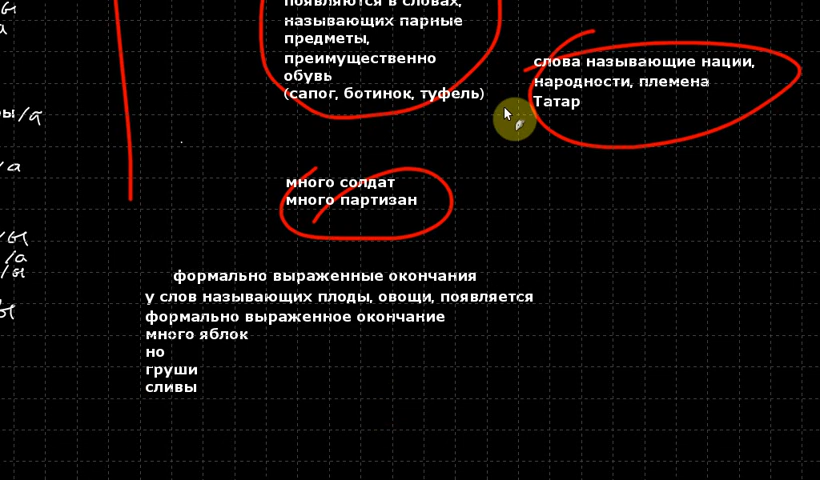 появляются в словах,
называющих парные
предметы,
преимущественно
обувь
(сапог, ботинок, туфель)
слова называющие нации,
народности, племена
Татар
много солдат
много партизан
формально выраженные окончания
у слов называющих плоды, овощи, появляется
формально выраженное окончание
много яблок
но
груши
сливы
ы/а
/а
/ы
/а
/ы
ы